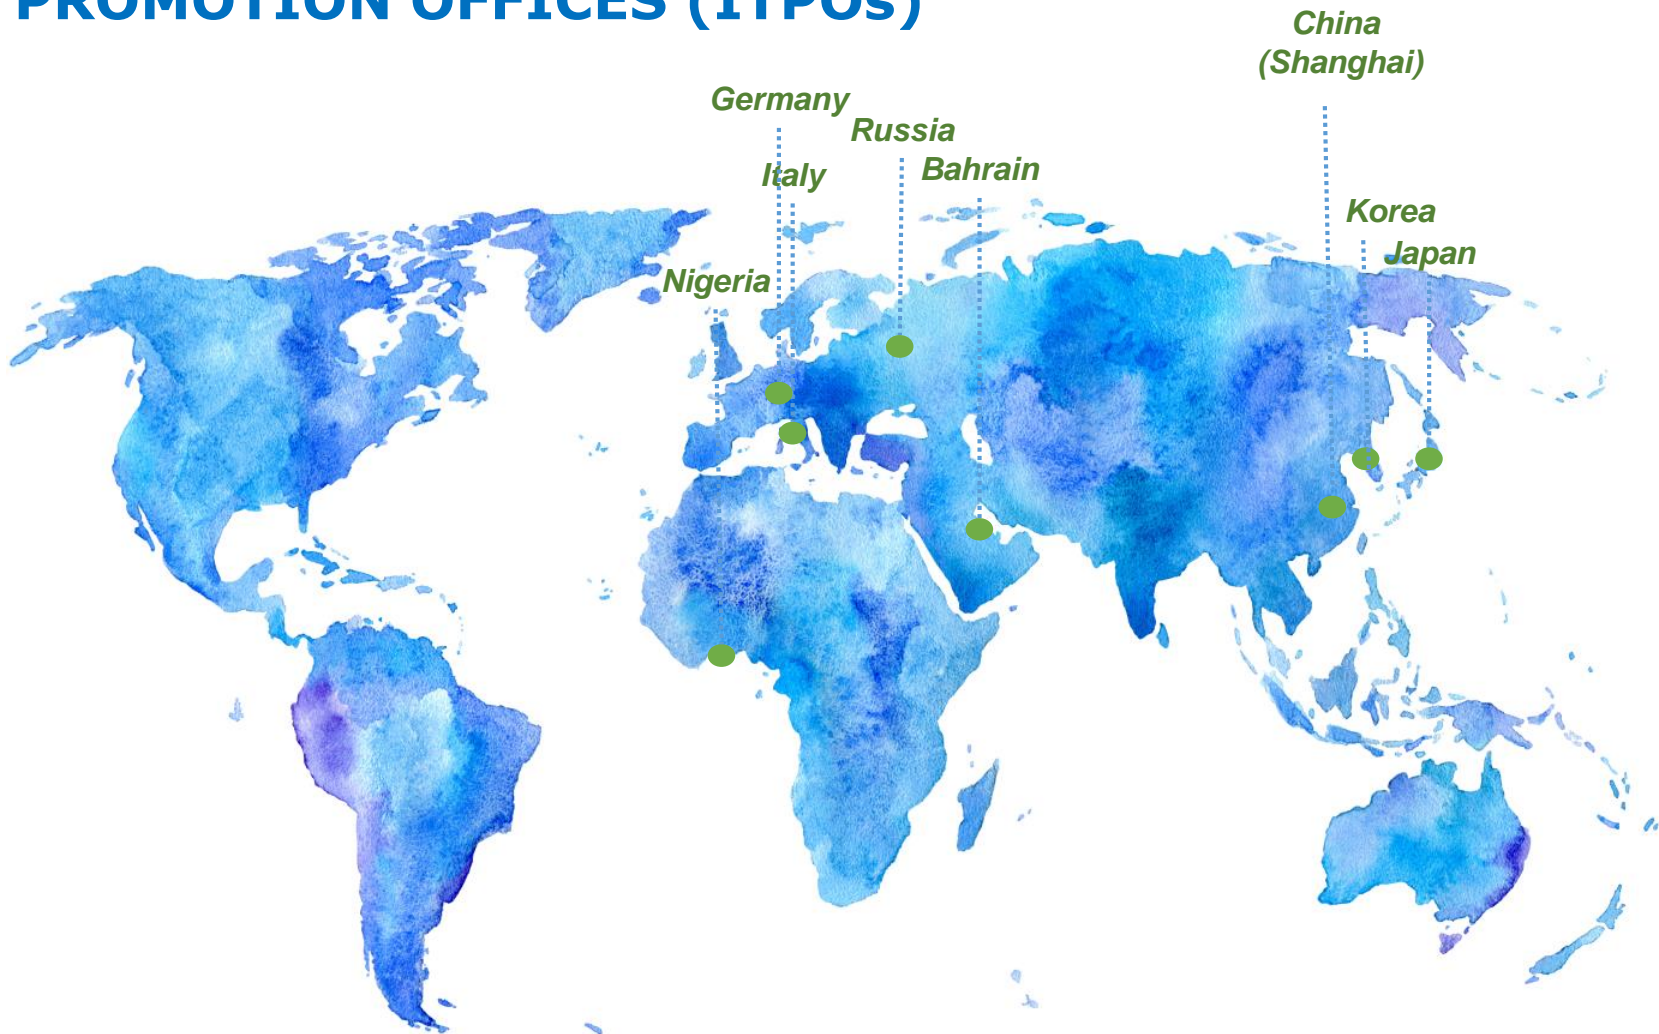 PROMOTION OFFICES (ITPOs)
China
(Shanghai)
Germany
Russia
Italy
Bahrain
Korea
Japan
Nigeria